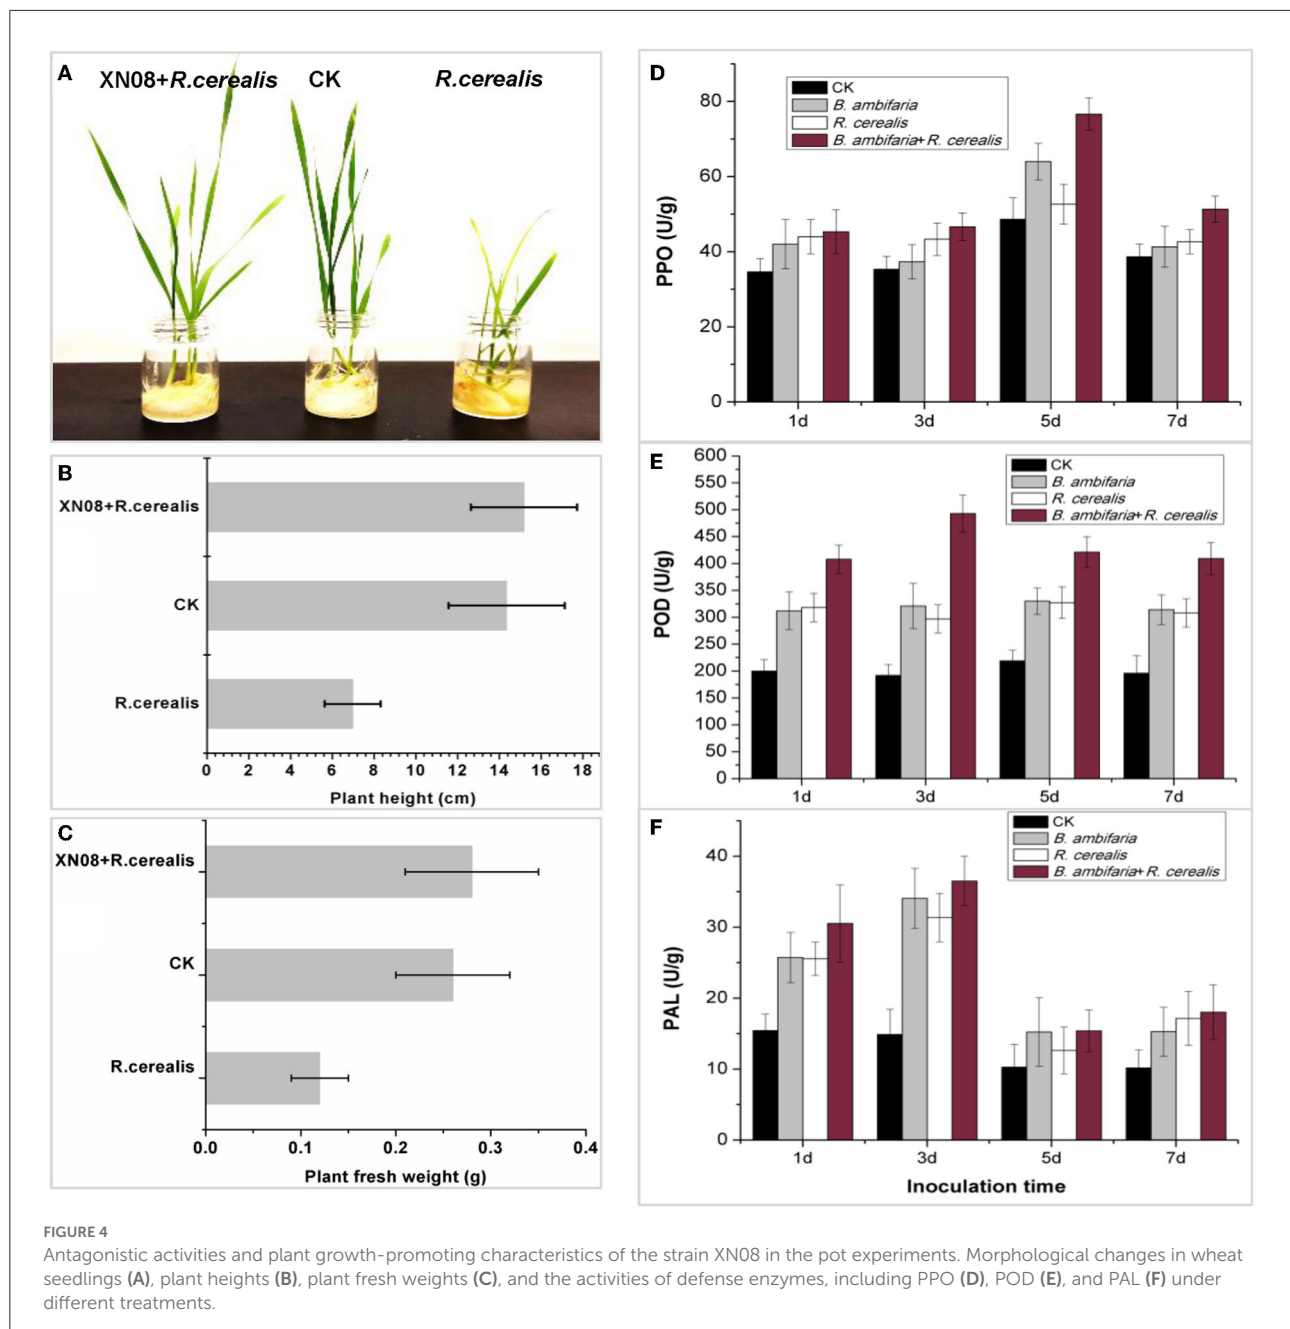 A
XN08+R.cerealis CK R.cerealis
B
XN08+R.cerealis
CK
R.cerealis
0 2 4 6 8 10 12 14 16 18
Plant height (cm)
C
XN08+R.cerealis
CK
R.cerealis
0.0 0.1 0.2 0.3 0.4
Plant fresh weight (g)
D
CK
B. ambifaria
R. cerealis
B. ambifaria+R. cerealis
PPO (U/g)
80
60
40
20
0
1d 3d 5d 7d
E
CK
B. ambifaria
R. cerealis
B. ambifaria+R. cerealis
POD (U/g)
600
550
500
450
400
350
300
250
200
150
100
50
0
1d 3d 5d 7d
F
CK
B. ambifaria
R. cerealis
B. ambifaria+R. cerealis
PAL (U/g)
40
30
20
10
0
1d 3d 5d 7d
Inoculation time
FIGURE 4
Antagonistic activities and plant growth-promoting characteristics of the strain XN08 in the pot experiments. Morphological changes in wheat
seedlings (A), plant heights (B), plant fresh weights (C), and the activities of defense enzymes, including PPO (D), POD (E), and PAL (F) under
different treatments.